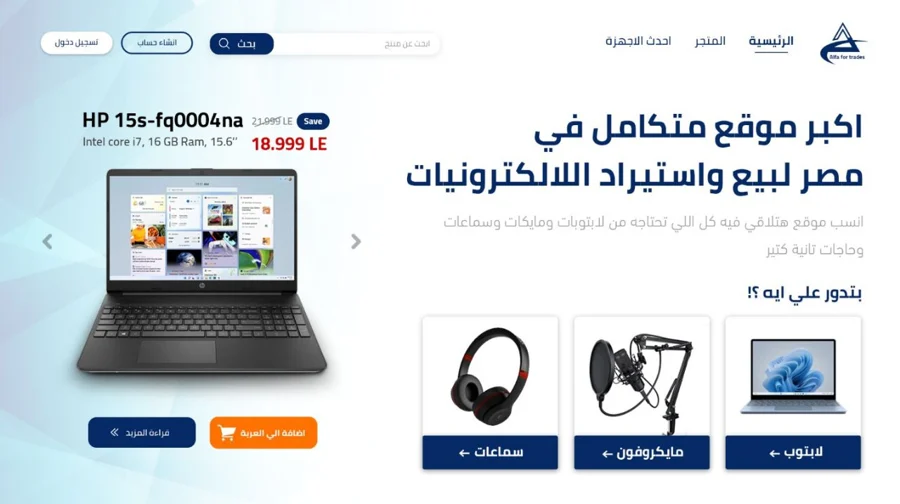 Alfa for trades
الرئيسية
المتجر
احدث الاجهزة
ابحث عن منتج
بحث
انشاء حساب
تسجيل دخول
اكبر موقع متكامل في
مصر لبيع واستيراد اللالكترونيات
انسب موقع هتلاقي فيه كل اللي تحتاجه من لابتوبات ومايكات وسماعات
وحاجات تانية كتير
بتدور علي ايه ؟!
لابتوب ←
مايكروفون ←
سماعات ←
HP 15s-fq0004na
21,999 LE
Save
Intel core i7, 16 GB Ram, 15.6’’
18.999 LE
اضافة الي العربة
قراءة المزيد